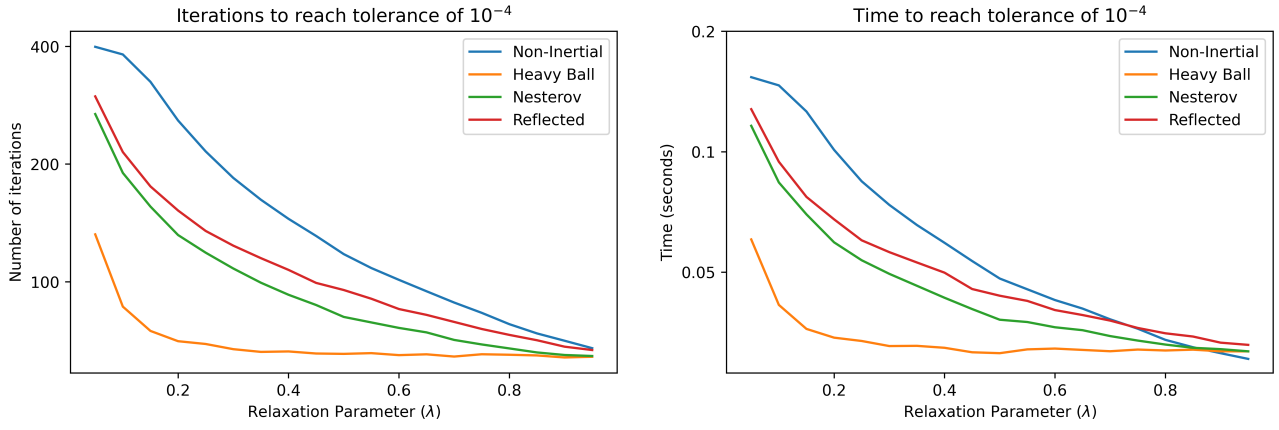 Iterations to reach tolerance of 10⁻⁴
Number of iterations
400
200
100
0.2 0.4 0.6 0.8
Relaxation Parameter (λ)
Non-Inertial
Heavy Ball
Nesterov
Reflected
Time to reach tolerance of 10⁻⁴
Time (seconds)
0.2
0.1
0.05
0.2 0.4 0.6 0.8
Relaxation Parameter (λ)
Non-Inertial
Heavy Ball
Nesterov
Reflected